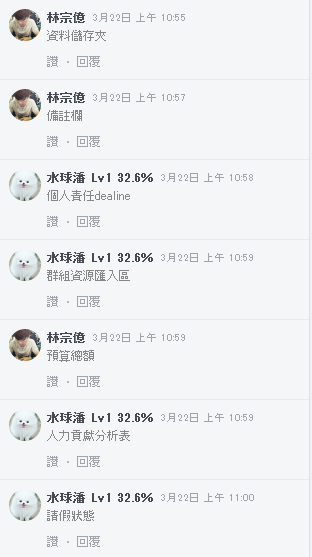 林宗億 3月22日 上午 10:55
資料儲存夾
讚 · 回覆
林宗億 3月22日 上午 10:57
備註欄
讚 · 回覆
水球潘 Lv1 32.6% 3月22日 上午 10:58
個人責任dealine
讚 · 回覆
水球潘 Lv1 32.6% 3月22日 上午 10:59
群組資源匯入區
讚 · 回覆
林宗億 3月22日 上午 10:59
預算總額
讚 · 回覆
水球潘 Lv1 32.6% 3月22日 上午 10:59
人力貢獻分析表
讚 · 回覆
水球潘 Lv1 32.6% 3月22日 上午 11:00
請假狀態
讚 · 回覆